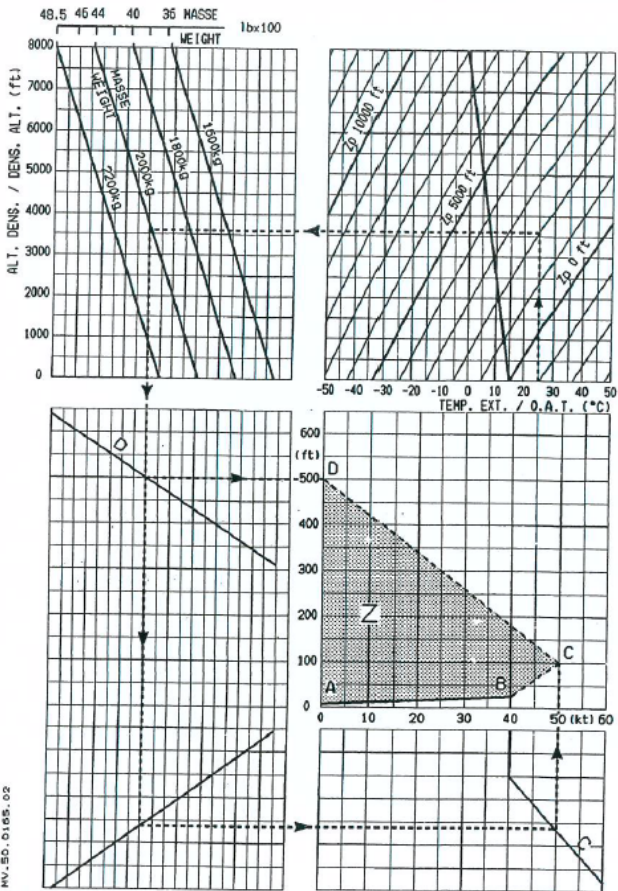 48.5 46 44 40 35 MASSE
WEIGHT lbx100
ALT. DENS. / DENS. ALT. (ft)
8000
7000
6000
5000
4000
3000
2000
1000
0
MASSE
WEIGHT
2200kg
2000kg
1800kg
1600kg
Zp 10000 ft
Zp 5000 ft
Zp 0 ft
-50 -40 -30 -20 -10 0 10 20 30 40 50
TEMP. EXT. / O.A.T. (°C)
D
600
(ft)
500
400
300
200
100
0
D
Z
A
B
C
0 10 20 30 40 50 (kt) 60
C
MV.50.0165.02